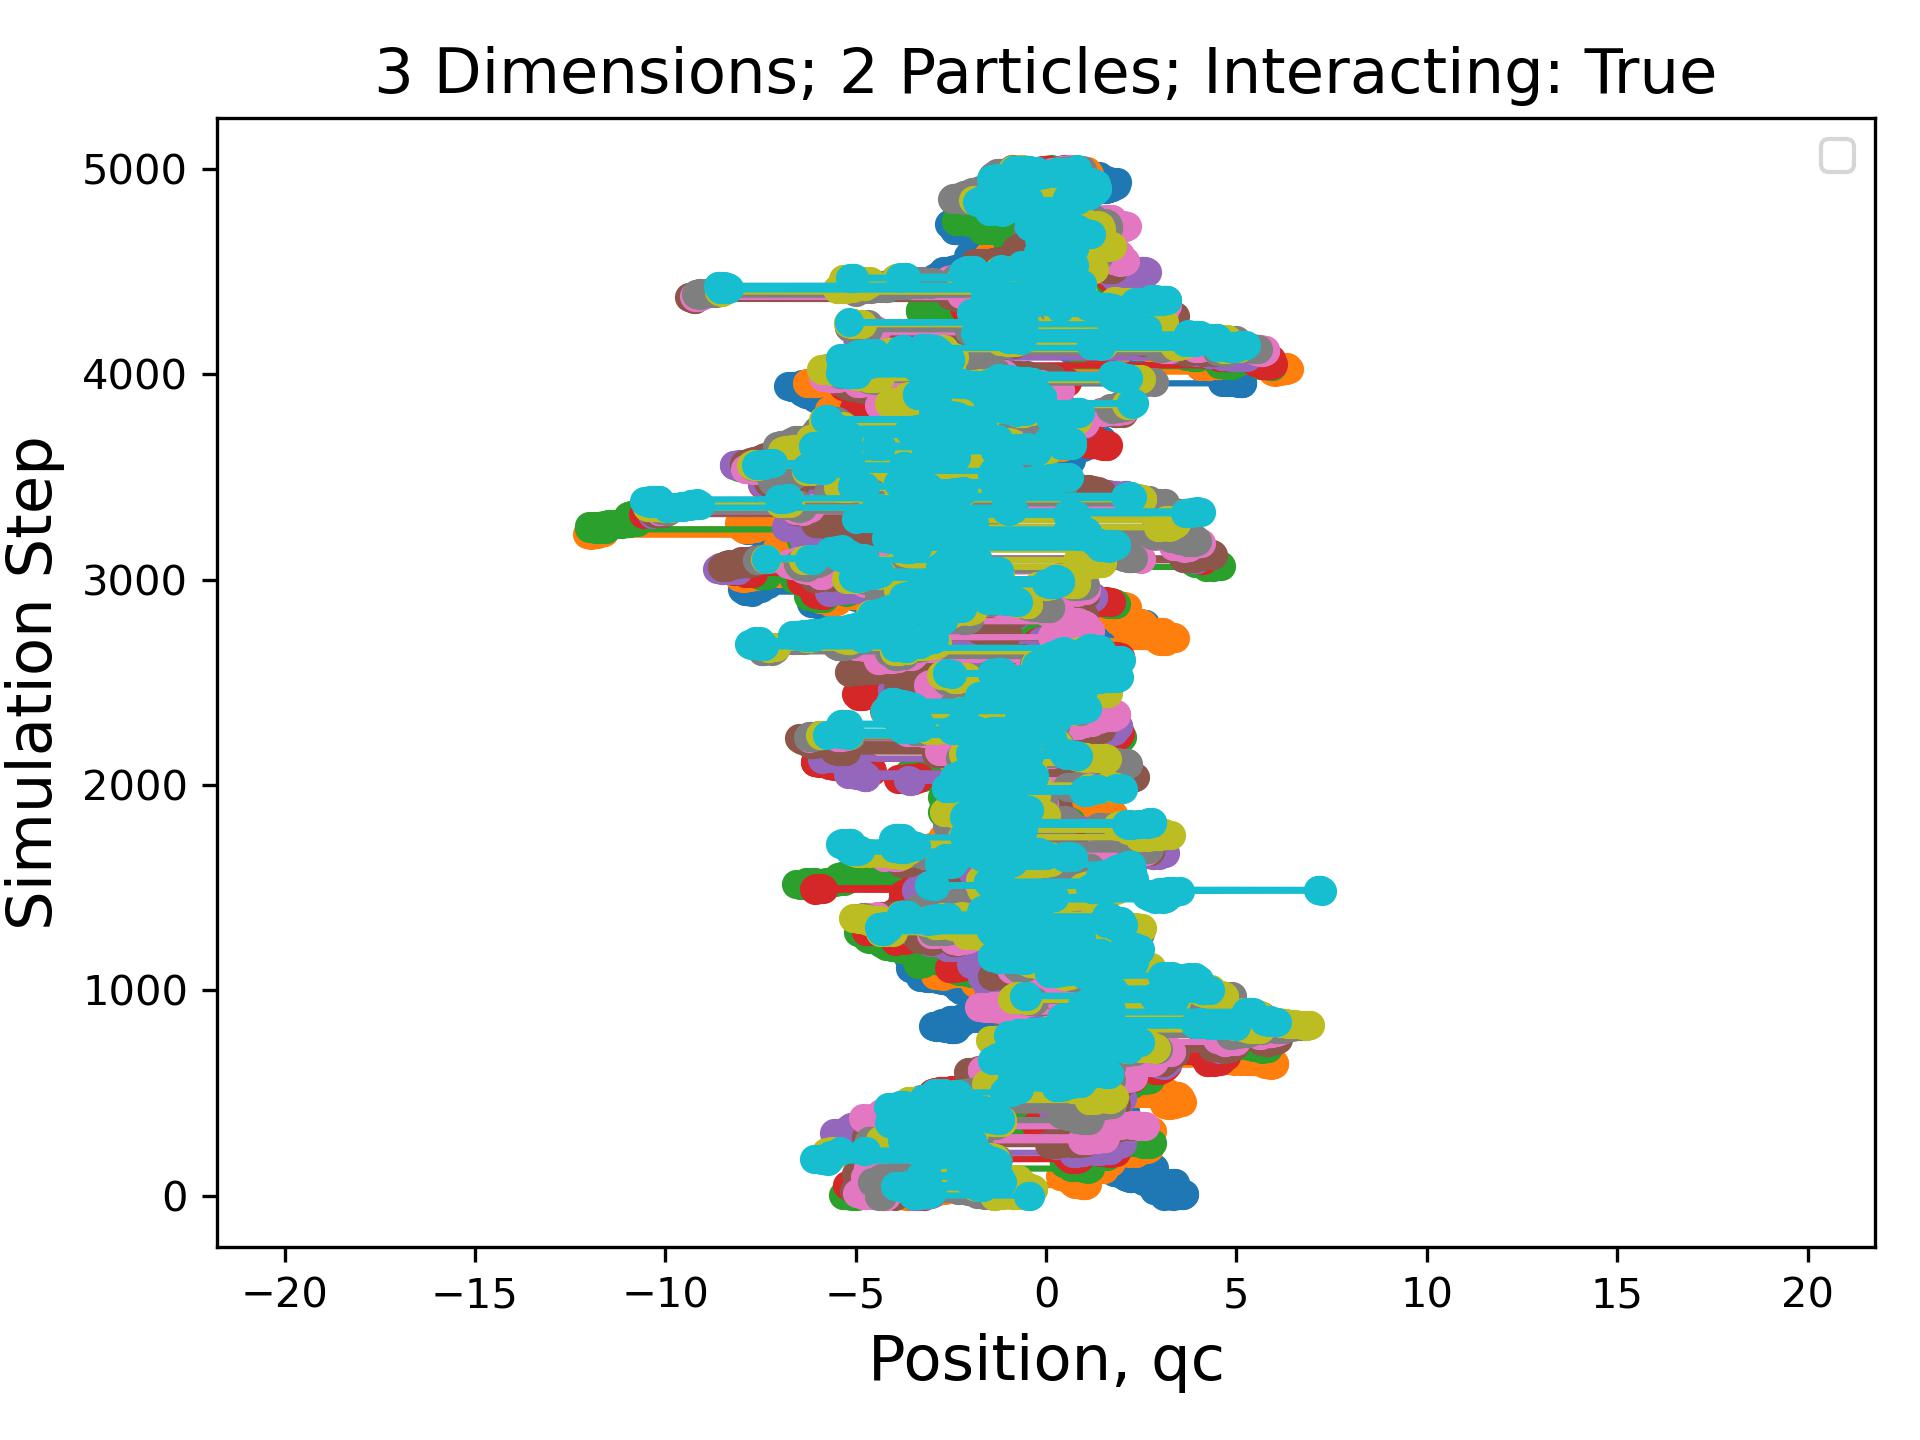 3 Dimensions; 2 Particles; Interacting: True
5000
4000
3000
2000
1000
0
Simulation Step
−20 −15 −10 −5 0 5 10 15 20
Position, qc